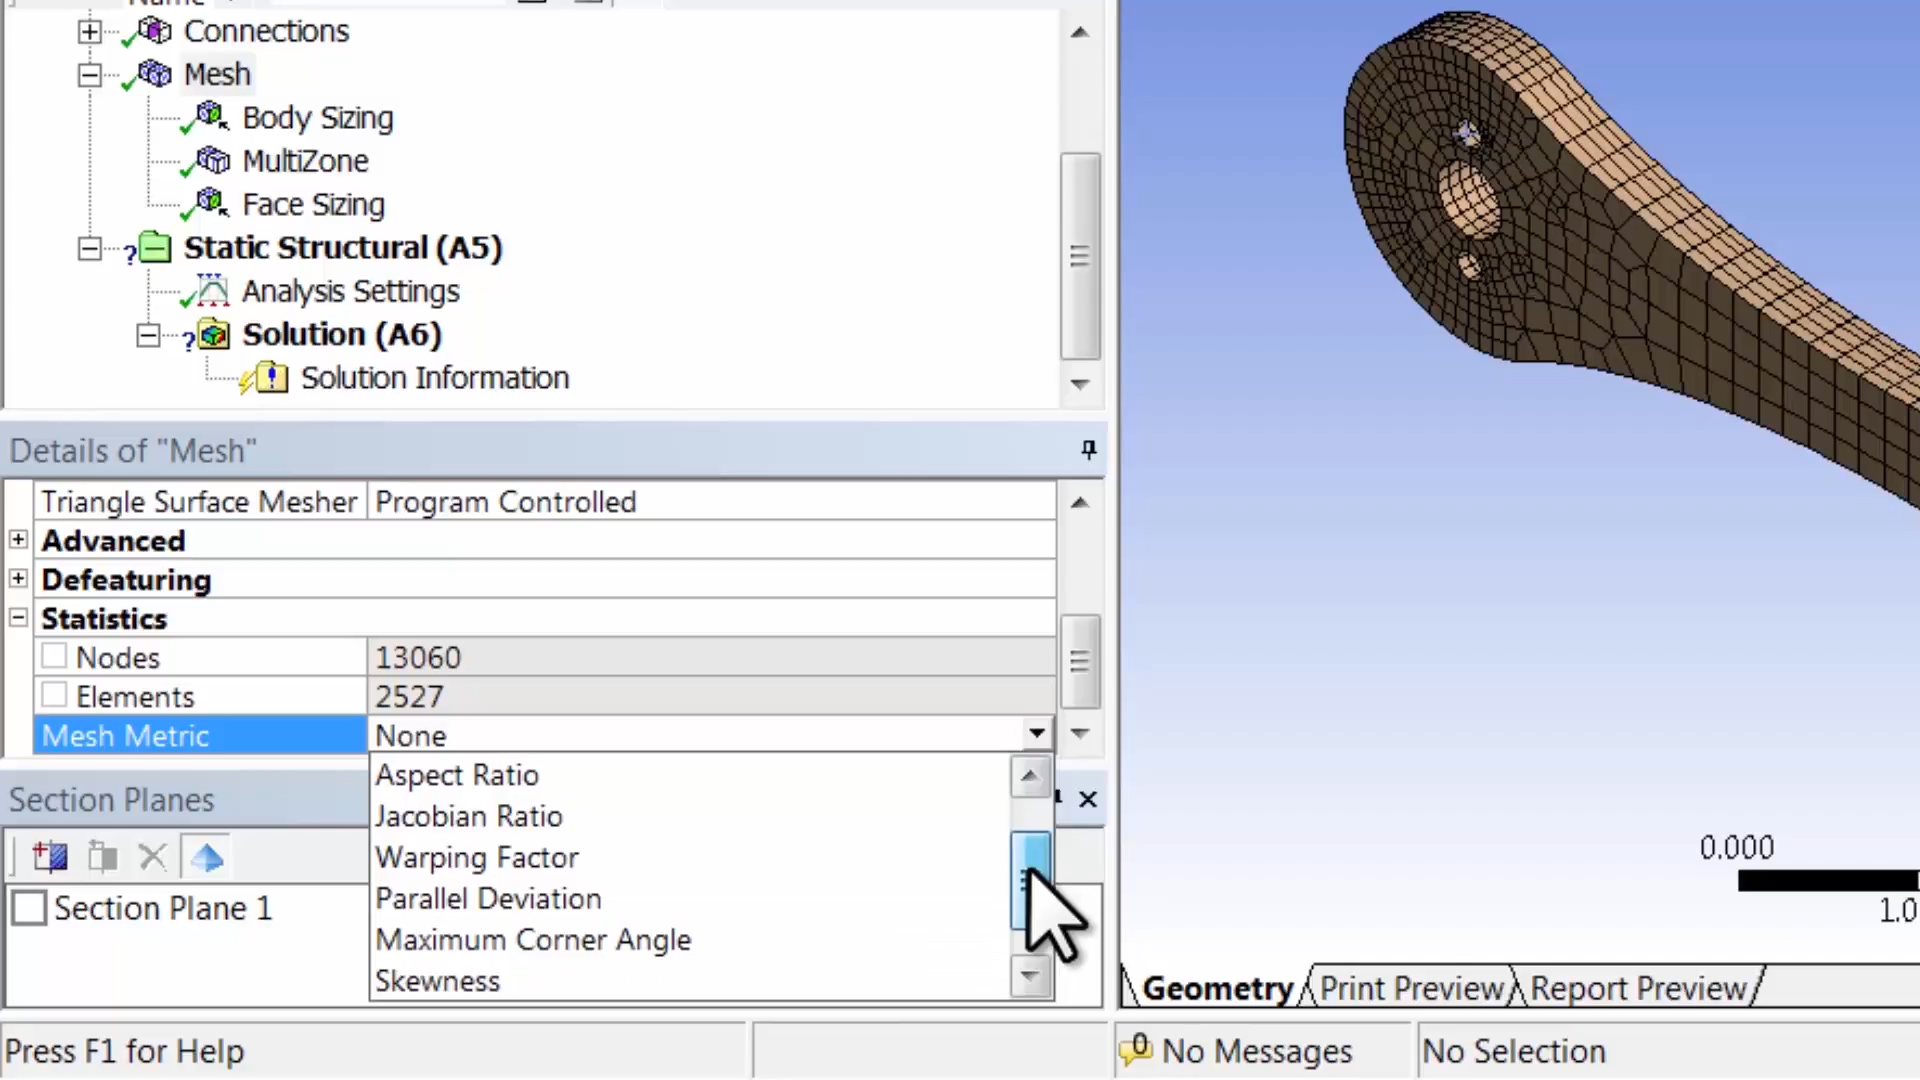 Name
Connections
Mesh
Body Sizing
MultiZone
Face Sizing
Static Structural (A5)
Analysis Settings
Solution (A6)
Solution Information
Details of "Mesh"
Triangle Surface Mesher Program Controlled
Advanced
Defeaturing
Statistics
Nodes 13060
Elements 2527
Mesh Metric None
Aspect Ratio
Jacobian Ratio
Warping Factor
Parallel Deviation
Maximum Corner Angle
Skewness
Section Planes
Section Plane 1
0.000
1.0
Geometry Print Preview Report Preview
Press F1 for Help
0 No Messages
No Selection